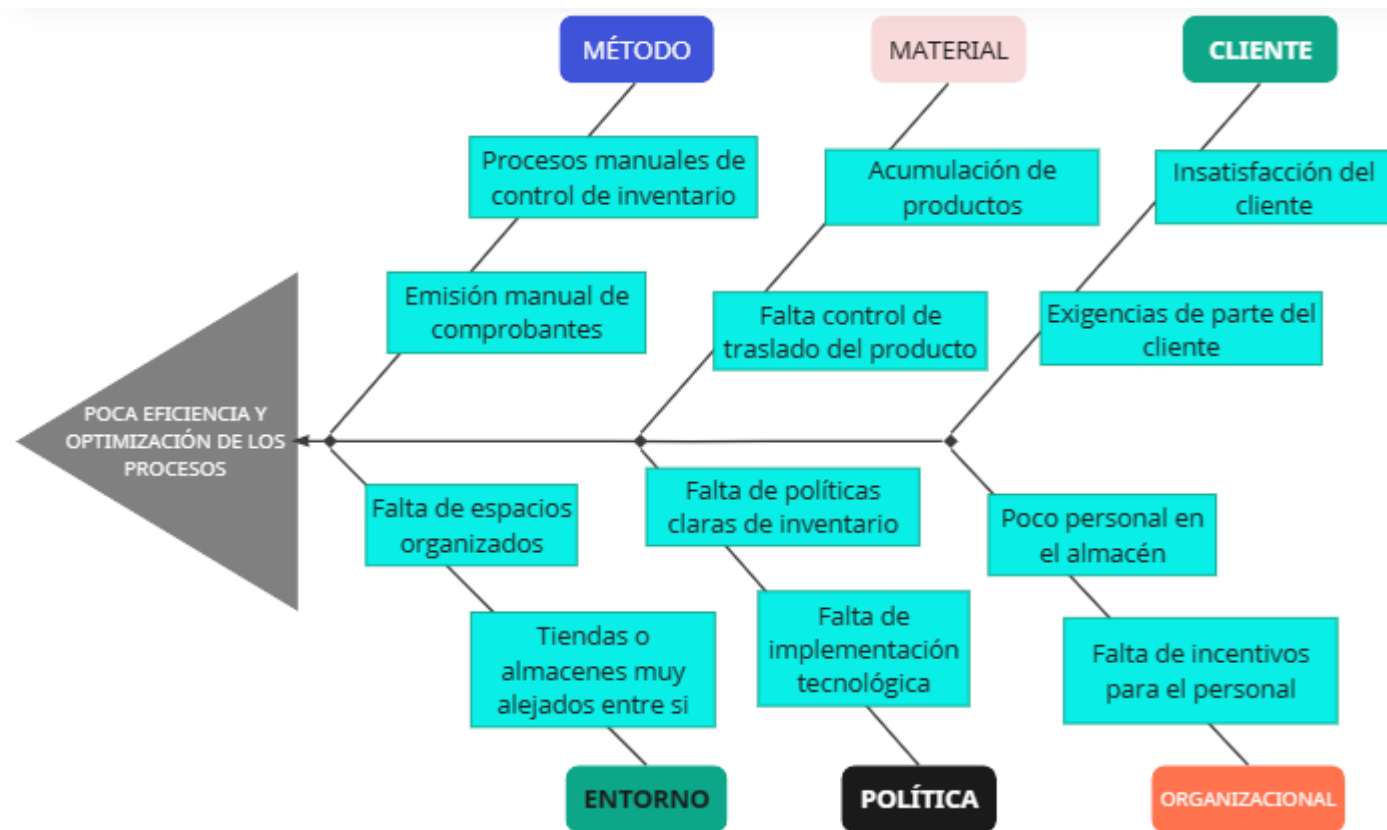 MÉTODO
MATERIAL
CLIENTE
Procesos manuales de
control de inventario
Acumulación de
productos
Insatisfacción del
cliente
Emisión manual de
comprobantes
Falta control de
traslado del producto
Exigencias de parte del
cliente
POCA EFICIENCIA Y
OPTIMIZACIÓN DE LOS
PROCESOS
Falta de espacios
organizados
Falta de políticas
claras de inventario
Poco personal en
el almacén
Tiendas o
almacenes muy
alejados entre si
Falta de
implementación
tecnológica
Falta de incentivos
para el personal
ENTORNO
POLÍTICA
ORGANIZACIONAL